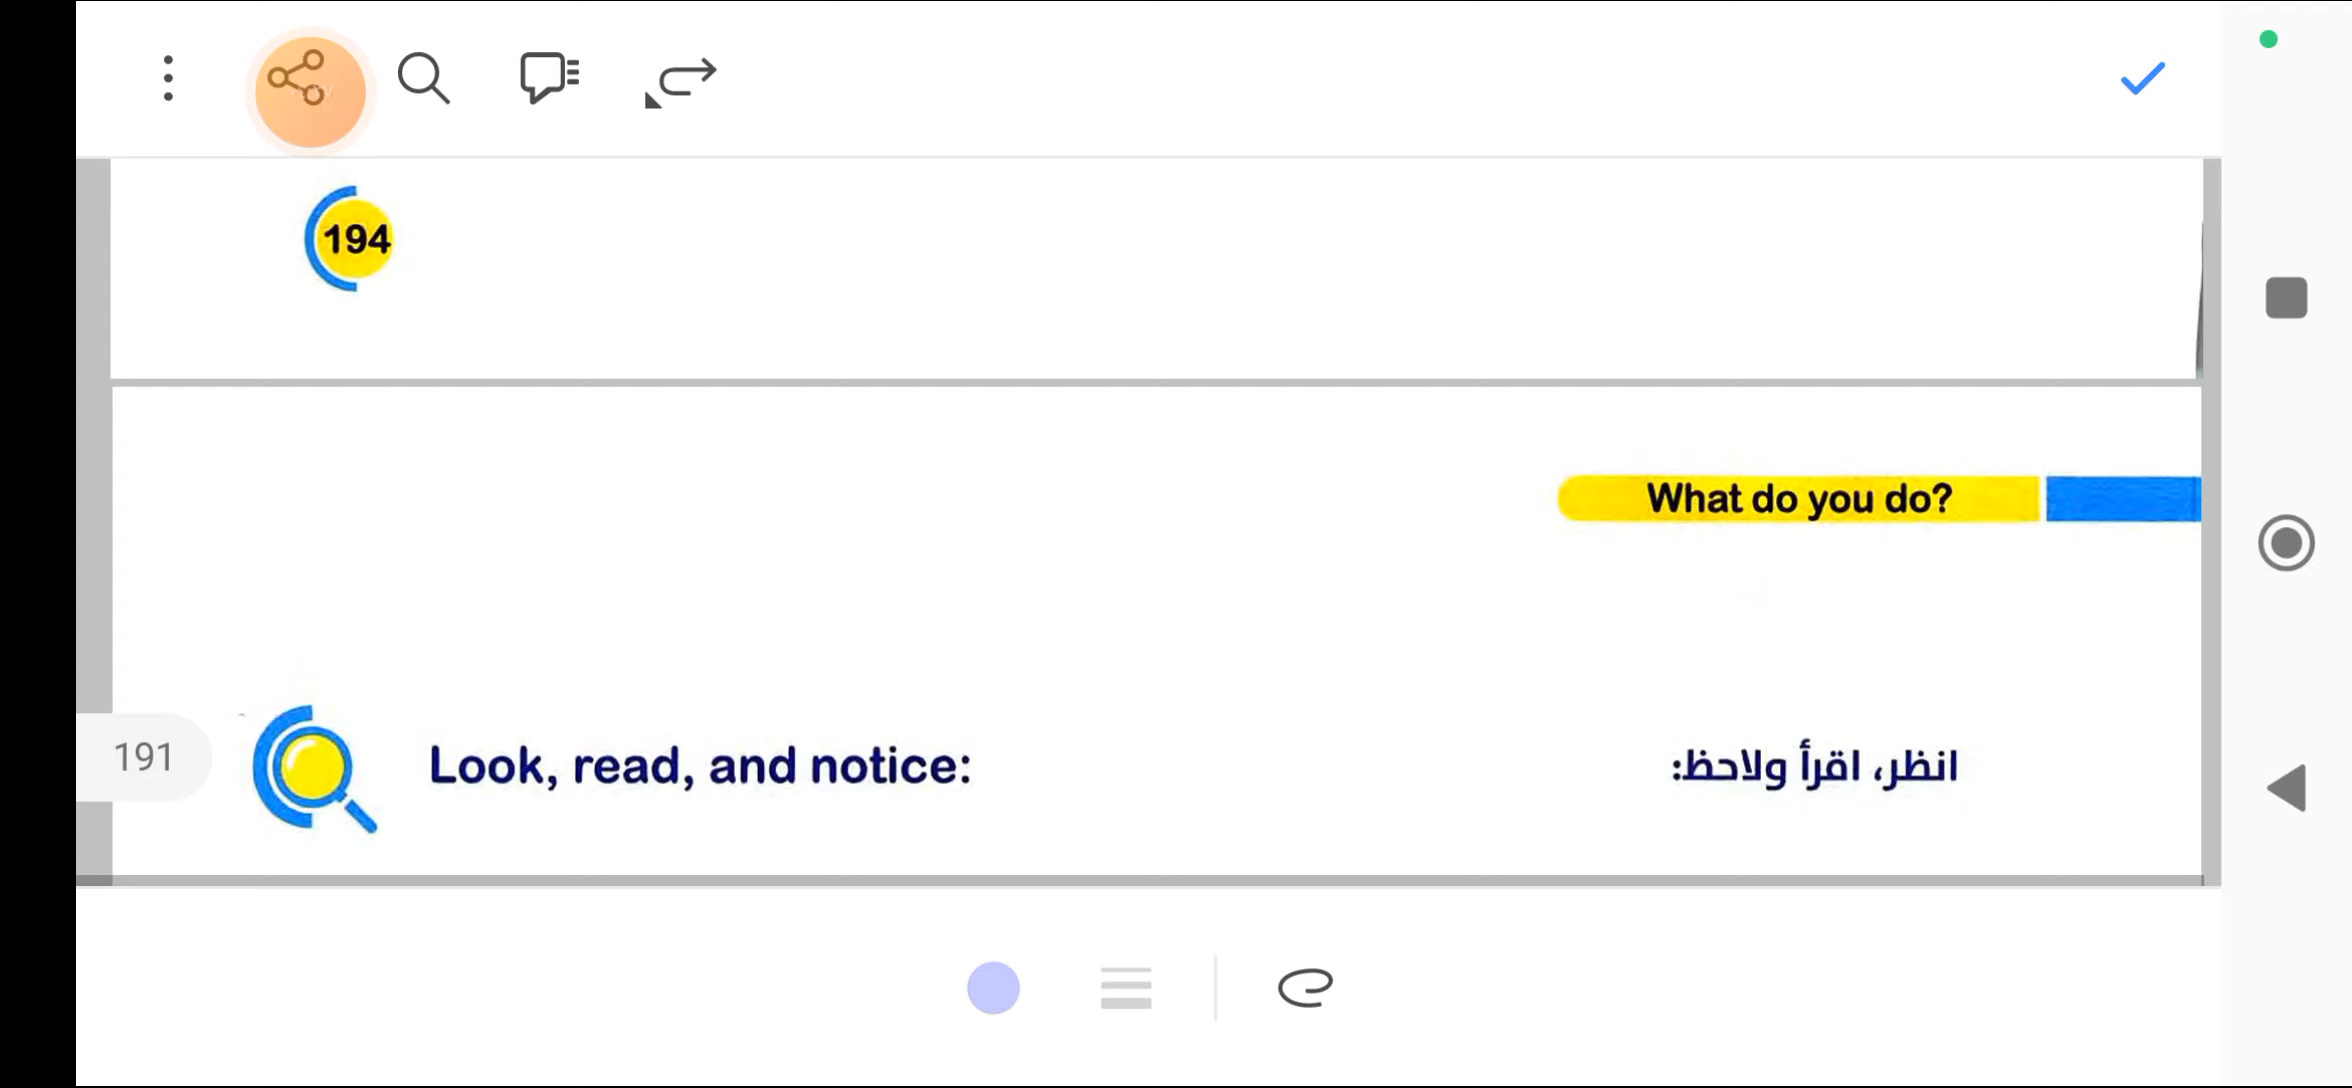 194
What do you do?
191
Look, read, and notice:
انظر، اقرأ ولاحظ: